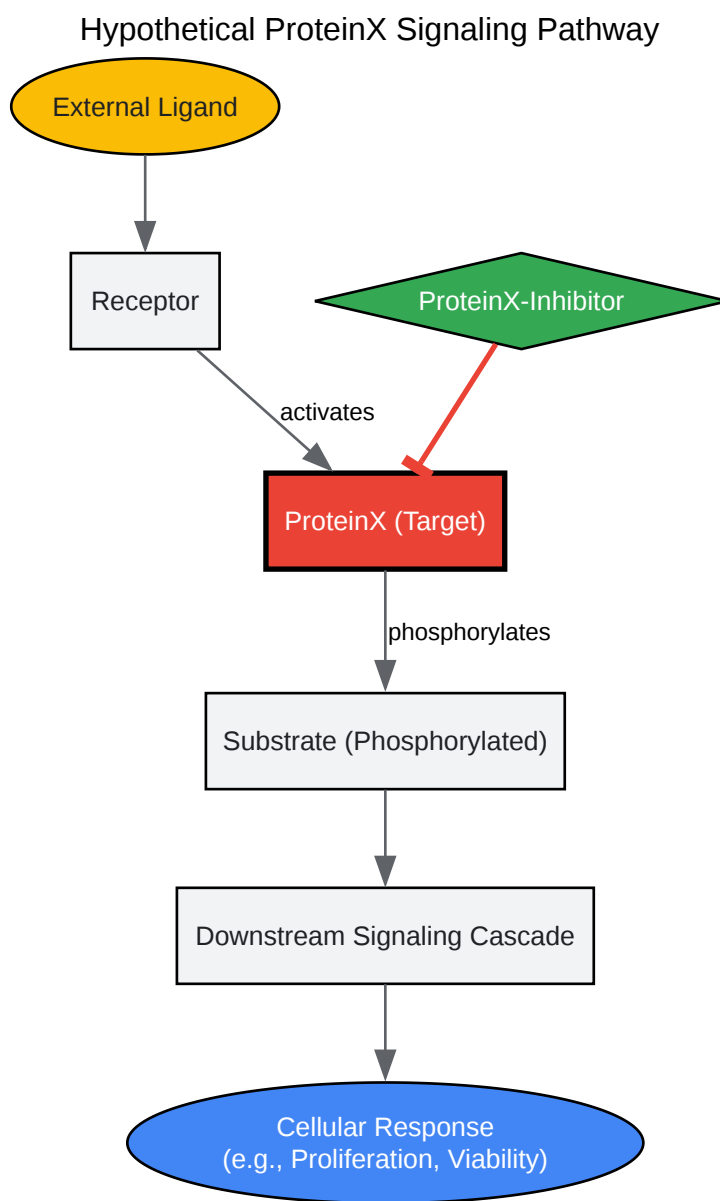 Hypothetical ProteinX Signaling Pathway
External Ligand
Receptor
ProteinX-Inhibitor
activates
ProteinX (Target)
phosphorylates
Substrate (Phosphorylated)
Downstream Signaling Cascade
Cellular Response
(e.g., Proliferation, Viability)